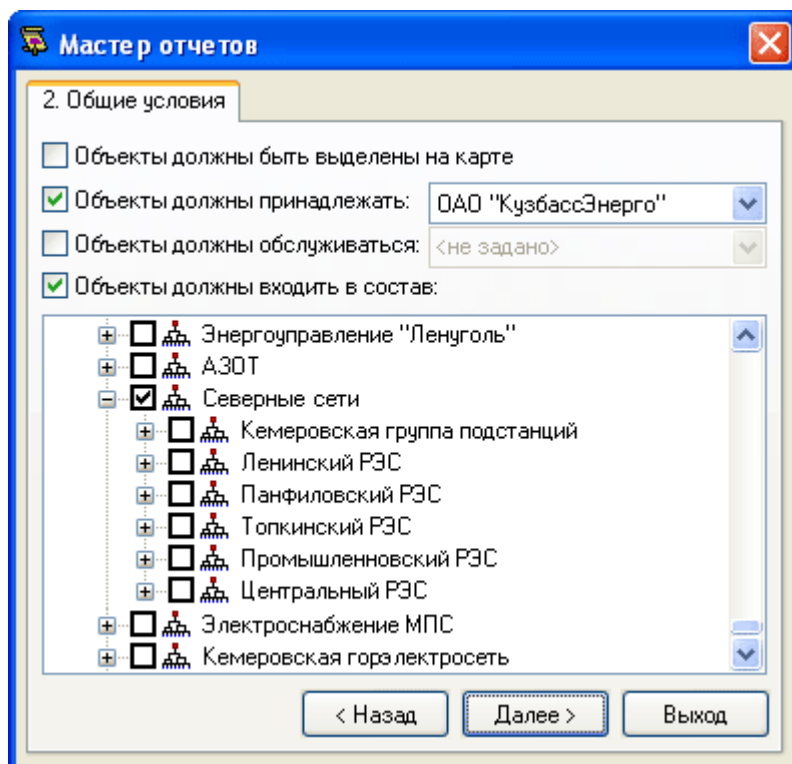 Мастер отчетов
2. Общие условия
Объекты должны быть выделены на карте
Объекты должны принадлежать: ОАО "КузбассЭнерго"
Объекты должны обслуживаться: <не задано>
Объекты должны входить в состав:
Энергоуправление "Ленуголь"
АЗОТ
Северные сети
Кемеровская группа подстанций
Ленинский РЭС
Панфиловский РЭС
Топкинский РЭС
Промышленновский РЭС
Центральный РЭС
Электроснабжение МПС
Кемеровская горэлектросеть
< Назад Далее > Выход